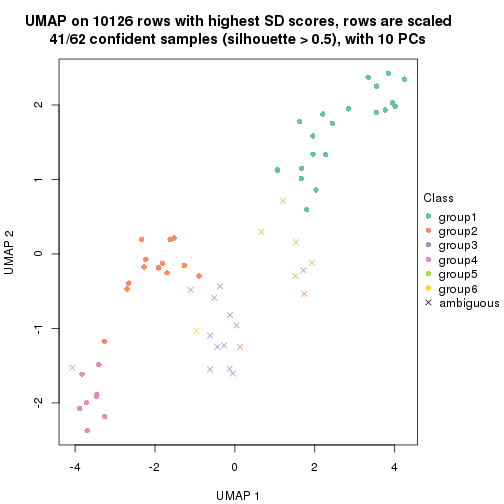 UMAP on 10126 rows with highest SD scores, rows are scaled
41/62 confident samples (silhouette > 0.5), with 10 PCs
2
1
0
-1
-2
UMAP 2
-4
-2
0
2
4
UMAP 1
Class
group1
group2
group3
group4
group5
group6
ambiguous